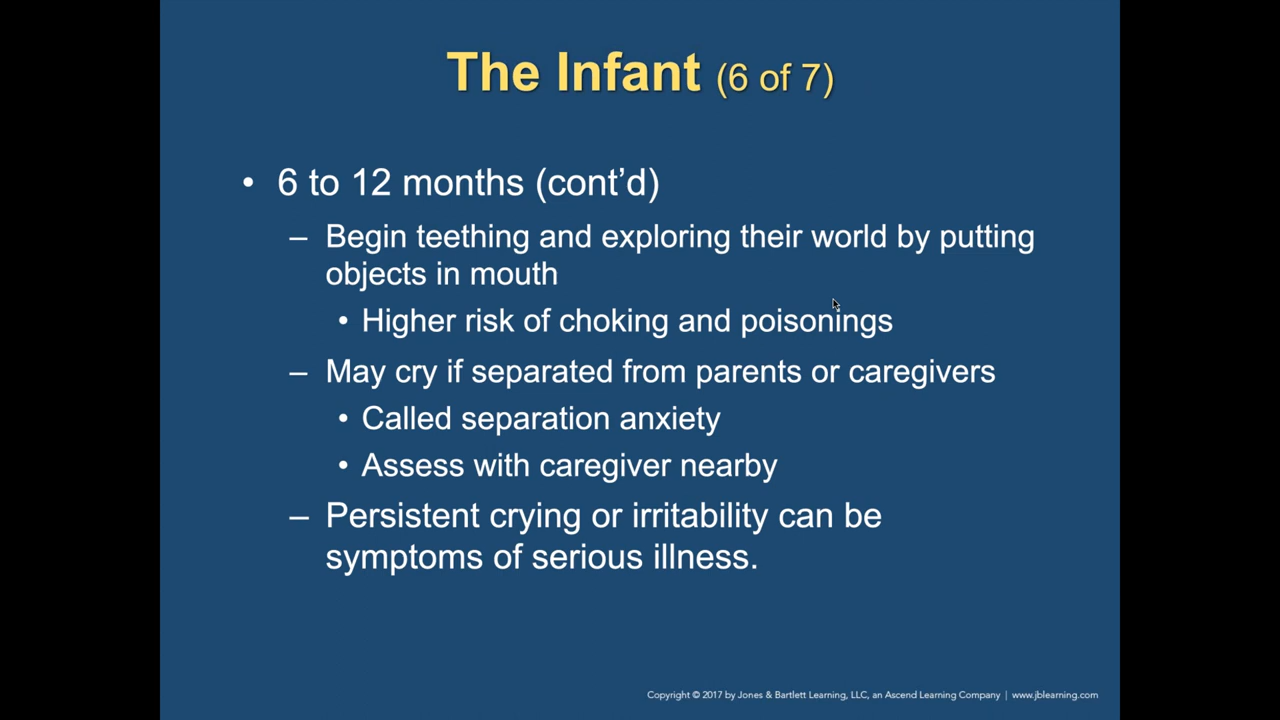 The Infant (6 of 7)
• 6 to 12 months (cont’d)
– Begin teething and exploring their world by putting
objects in mouth
• Higher risk of choking and poisonings
– May cry if separated from parents or caregivers
• Called separation anxiety
• Assess with caregiver nearby
– Persistent crying or irritability can be
symptoms of serious illness.
Copyright © 2017 by Jones & Bartlett Learning, LLC, an Ascend Learning Company | www.jblearning.com